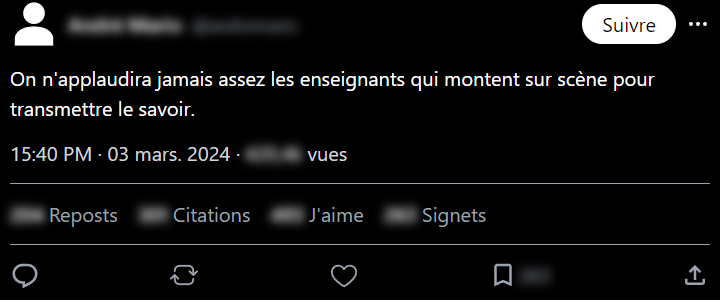 Suivre
On n'applaudira jamais assez les enseignants qui montent sur scène pour
transmettre le savoir.
15:40 PM · 03 mars. 2024 · vues
Reposts Citations J'aime Signets